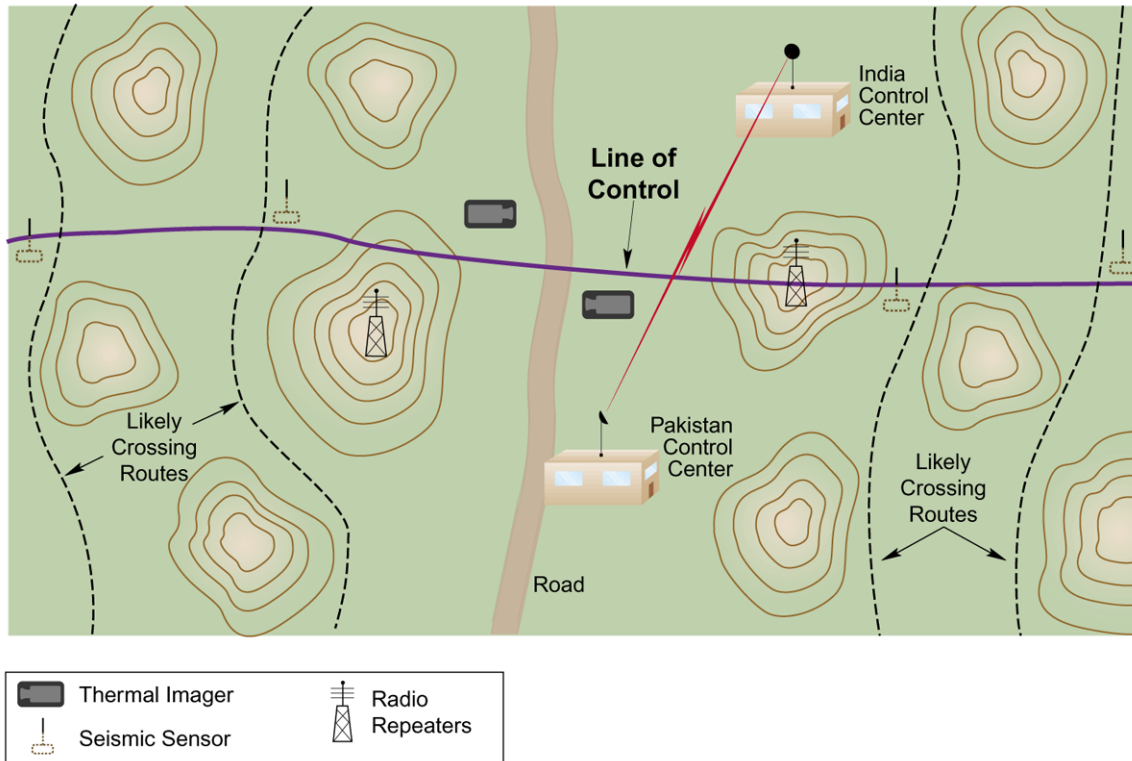 India
Control
Center
Line of
Control
Likely
Crossing
Routes
Pakistan
Control
Center
Likely
Crossing
Routes
Road
Thermal Imager
Seismic Sensor
Radio
Repeaters